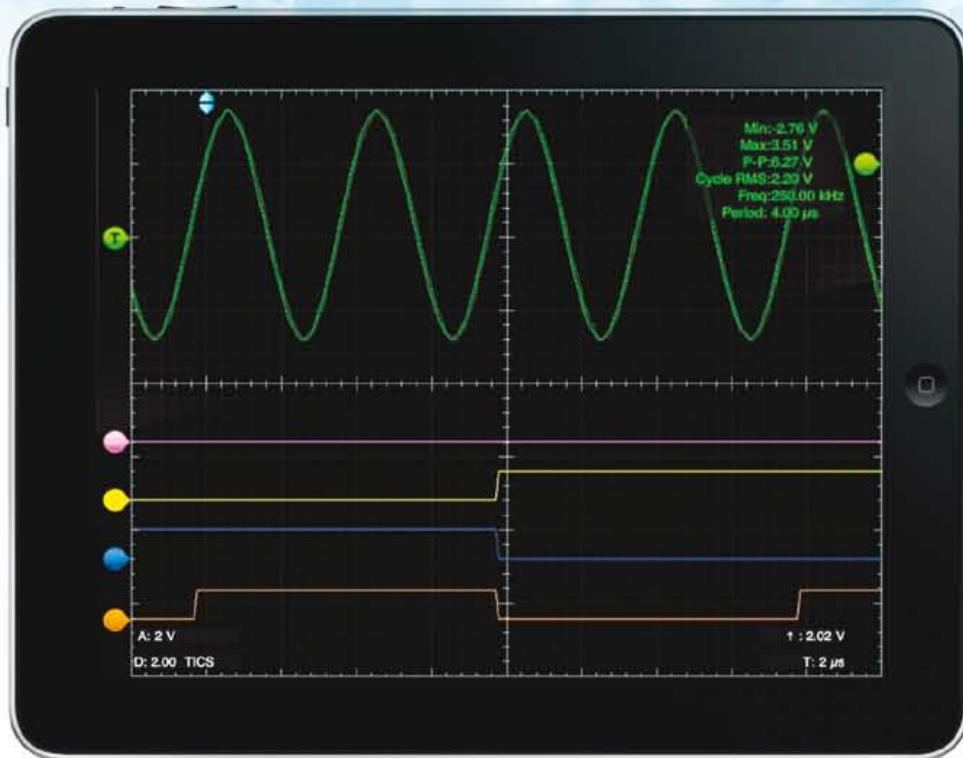 T
Min:-2.76 V
Max:3.51 V
P-P:6.27 V
Cycle RMS:2.20 V
Freq:250.00 kHz
Period: 4.00 µs
A: 2 V
↑ : 2.02 V
D: 2.00 TICS
T: 2 µs